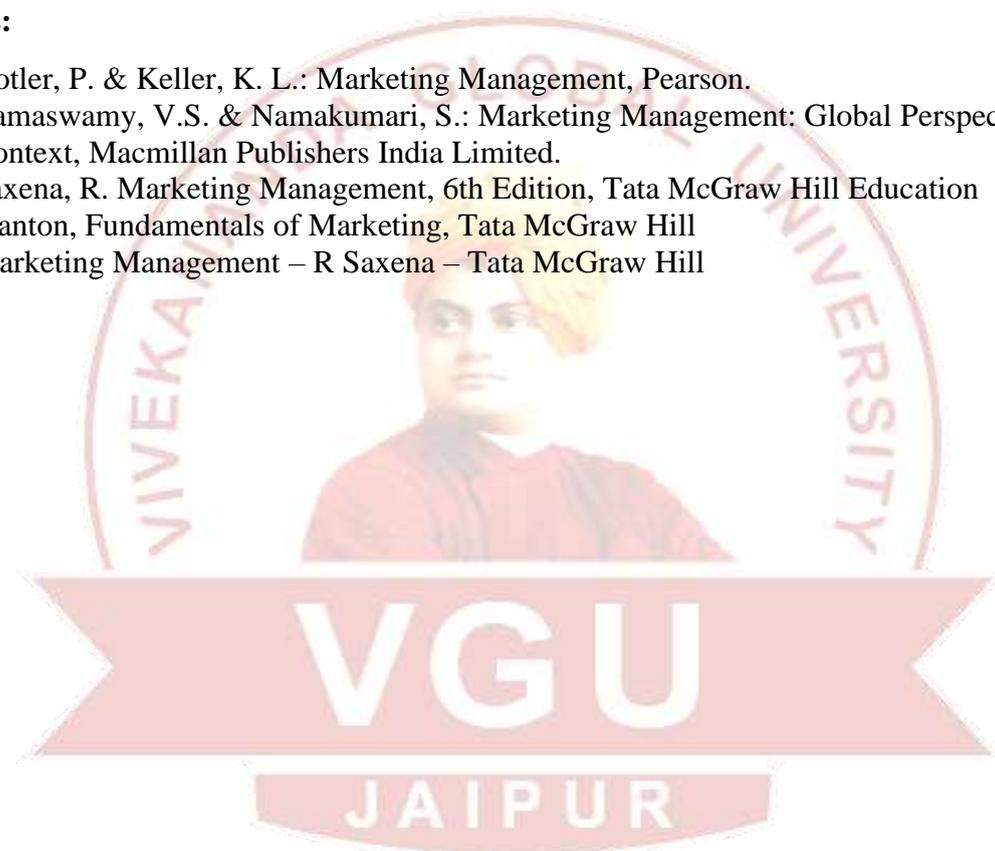 :
otler, P. & Keller, K. L.: Marketing Management, Pearson.
amaswamy, V.S. & Namakumari, S.: Marketing Management: Global Perspec
ontext, Macmillan Publishers India Limited.
axena, R. Marketing Management, 6th Edition, Tata McGraw Hill Education
anton, Fundamentals of Marketing, Tata McGraw Hill
arketing Management – R Saxena – Tata McGraw Hill
VIVEKANANDA GLOBAL UNIVERSITY
VGU
JAIPUR